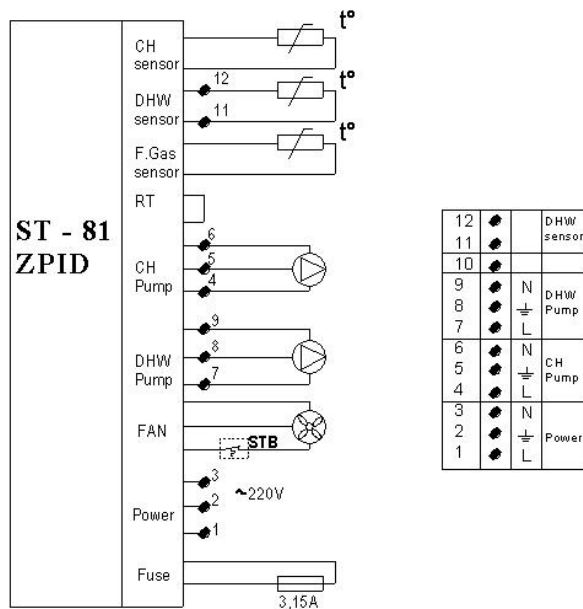 ST - 81
ZPID
CH
sensor
t°
12
DHW
sensor
11
t°
F.Gas
sensor
t°
RT
6
CH
Pump
5
4
9
DHW
Pump
8
7
FAN
STB
3
~220V
Power
2
1
Fuse
3,15A
12 DHW
11 sensor
10
9 N DHW
8 Pump
7 L
6 N CH
5 Pump
4 L
3 N
2 Power
1 L